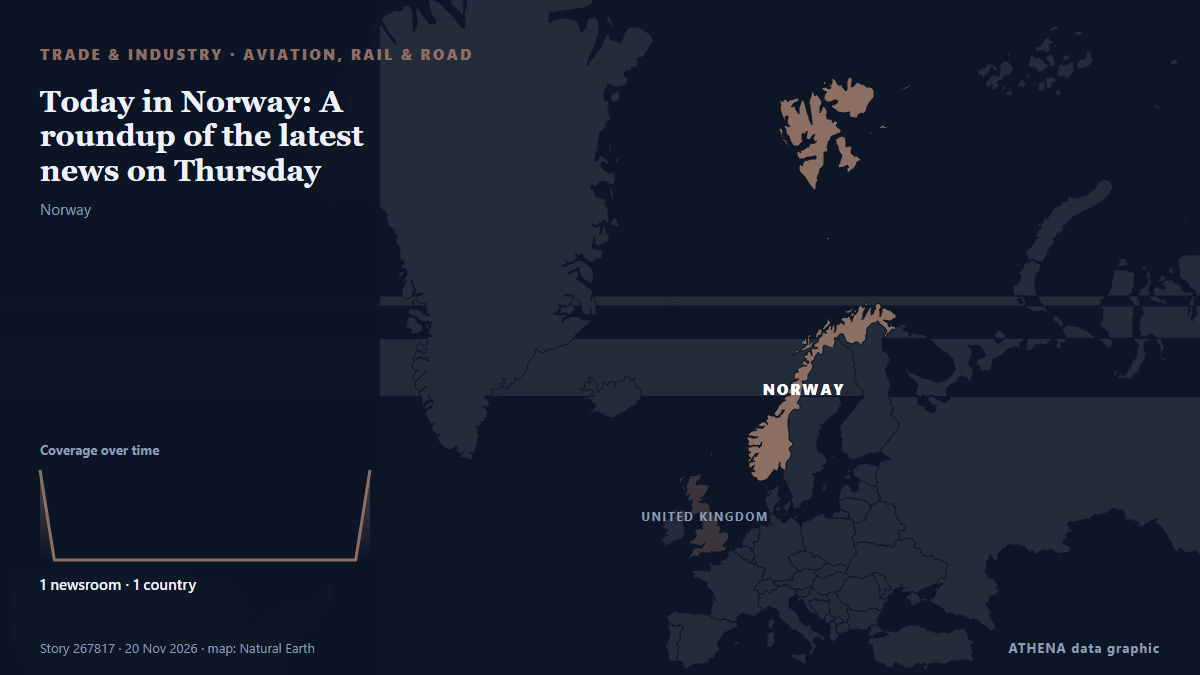 TRADE & INDUSTRY · AVIATION, RAIL & ROAD
Today in Norway: A
roundup of the latest
news on Thursday
Norway
NORWAY
UNITED KINGDOM
Coverage over time
1 newsroom · 1 country
Story 267817 · 20 Nov 2026 · map: Natural Earth
ATHENA data graphic